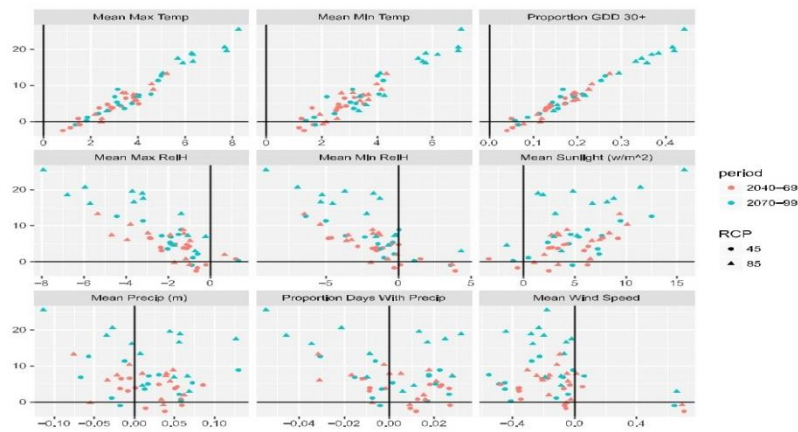 Mean Max Temp
Mean Min Temp
Proportion GDD 30+
20
10
0
0 2 4 6 8
0 2 4 6
0.0 0.1 0.2 0.3 0.4
Mean Max RelH
Mean Min RelH
Mean Sunlight (w/m^2)
20
10
0
−8 −6 −4 −2 0
−5 0 5
0 5 10 15
Mean Precip (m)
Proportion Days With Precip
Mean Wind Speed
20
10
0
−0.10 −0.05 0.00 0.05 0.10
−0.04 −0.02 0.00 0.02
−0.4 0.0 0.4
period
2040−69
2070−99
RCP
45
85